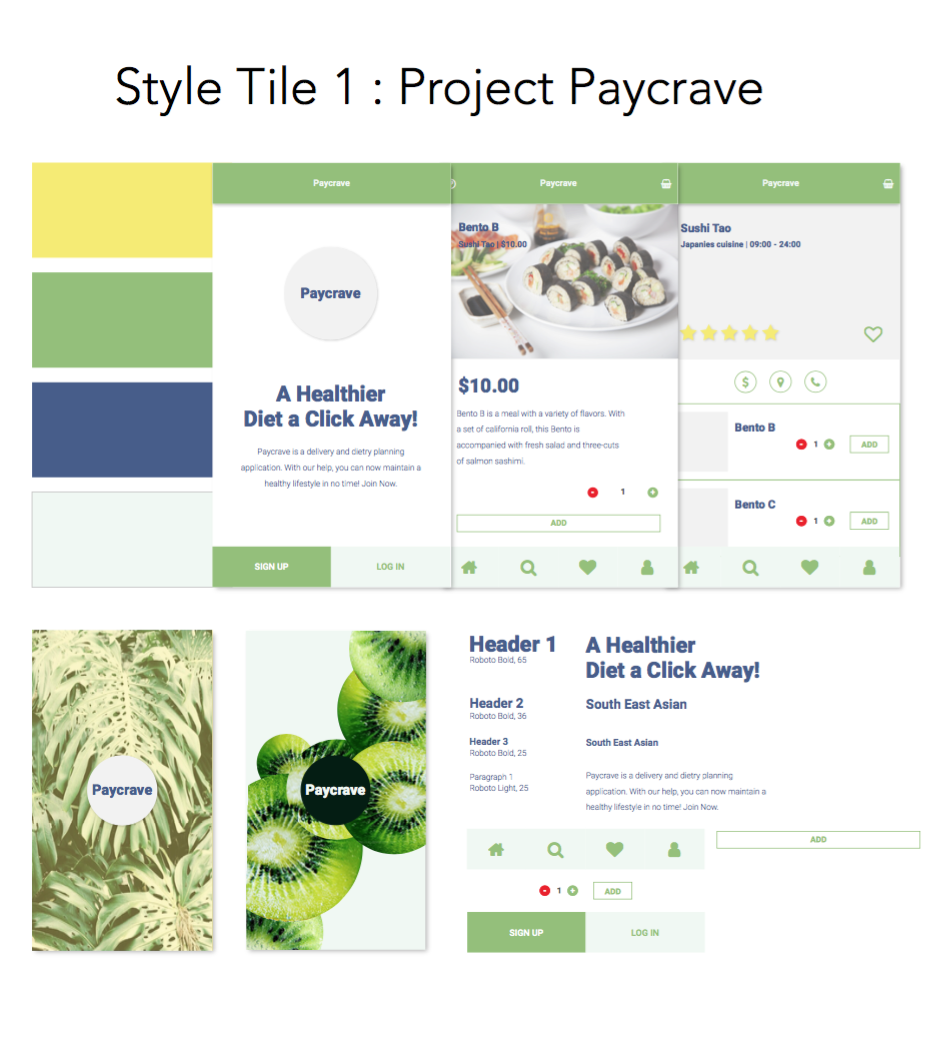 Style Tile 1 : Project Paycrave
Paycrave
Paycrave
A Healthier
Diet a Click Away!
Paycrave is a delivery and dietry planning
application. With our help, you can now maintain a
healthy lifestyle in no time! Join Now.
SIGN UP
LOG IN
Paycrave
Bento B
Sushi Tao | $10.00
$10.00
Bento B is a meal with a variety of flavors. With
a set of california roll, this Bento is
accompanied with fresh salad and three-cuts
of salmon sashimi.
- 1 +
ADD
Paycrave
Sushi Tao
Japanies cuisine | 09:00 - 24:00
$
Bento B
- 1 +
ADD
Bento C
- 1 +
ADD
Paycrave
Paycrave
Header 1
Roboto Bold, 65
Header 2
Roboto Bold, 36
Header 3
Roboto Bold, 25
Paragraph 1
Roboto Light, 25
A Healthier
Diet a Click Away!
South East Asian
South East Asian
Paycrave is a delivery and dietry planning
application. With our help, you can now maintain a
healthy lifestyle in no time! Join Now.
ADD
- 1 +
ADD
SIGN UP
LOG IN